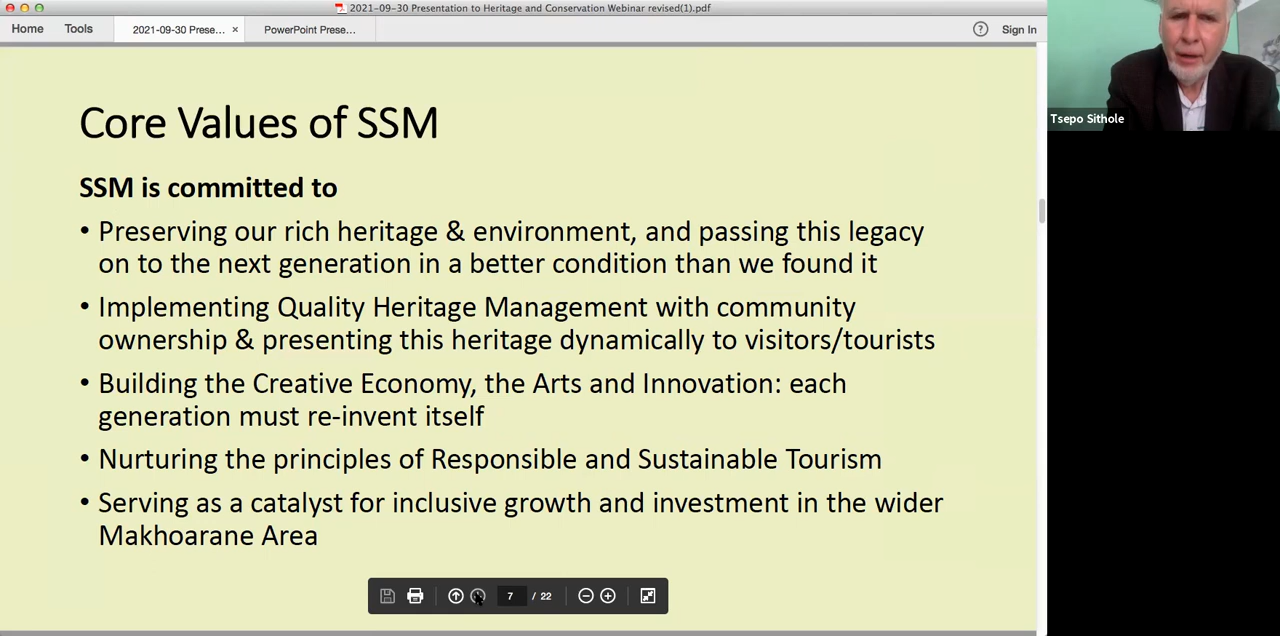 2021-09-30 Presentation to Heritage and Conservation Webinar revised(1).pdf
Home Tools 2021-09-30 Prese... × PowerPoint Prese... ? Sign In
Core Values of SSM
SSM is committed to
• Preserving our rich heritage & environment, and passing this legacy
on to the next generation in a better condition than we found it
• Implementing Quality Heritage Management with community
ownership & presenting this heritage dynamically to visitors/tourists
• Building the Creative Economy, the Arts and Innovation: each
generation must re-invent itself
• Nurturing the principles of Responsible and Sustainable Tourism
• Serving as a catalyst for inclusive growth and investment in the wider
Makhoarane Area
7 / 22
Tsepo Sithole